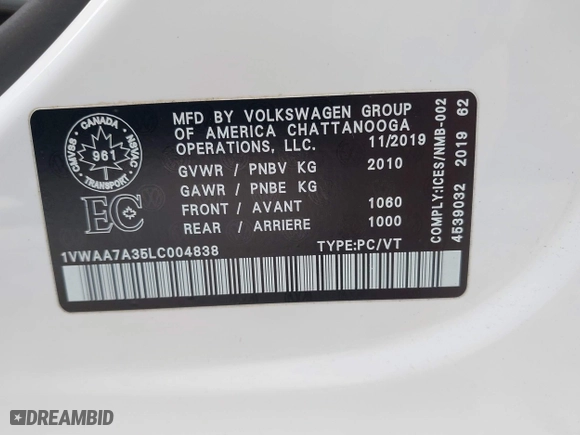 MFD BY VOLKSWAGEN GROUP
OF AMERICA CHATTANOOGA
OPERATIONS, LLC. 11/2019
GVWR / PNBV KG 2010
GAWR / PNBE KG
FRONT / AVANT 1060
REAR / ARRIERE 1000
1VWAA7A35LC004838 TYPE:PC/VT
CANADA
961
TRANSPORT
EC
COMPLY:ICES/NMB-002
4539032 2019 62
DREAMBID